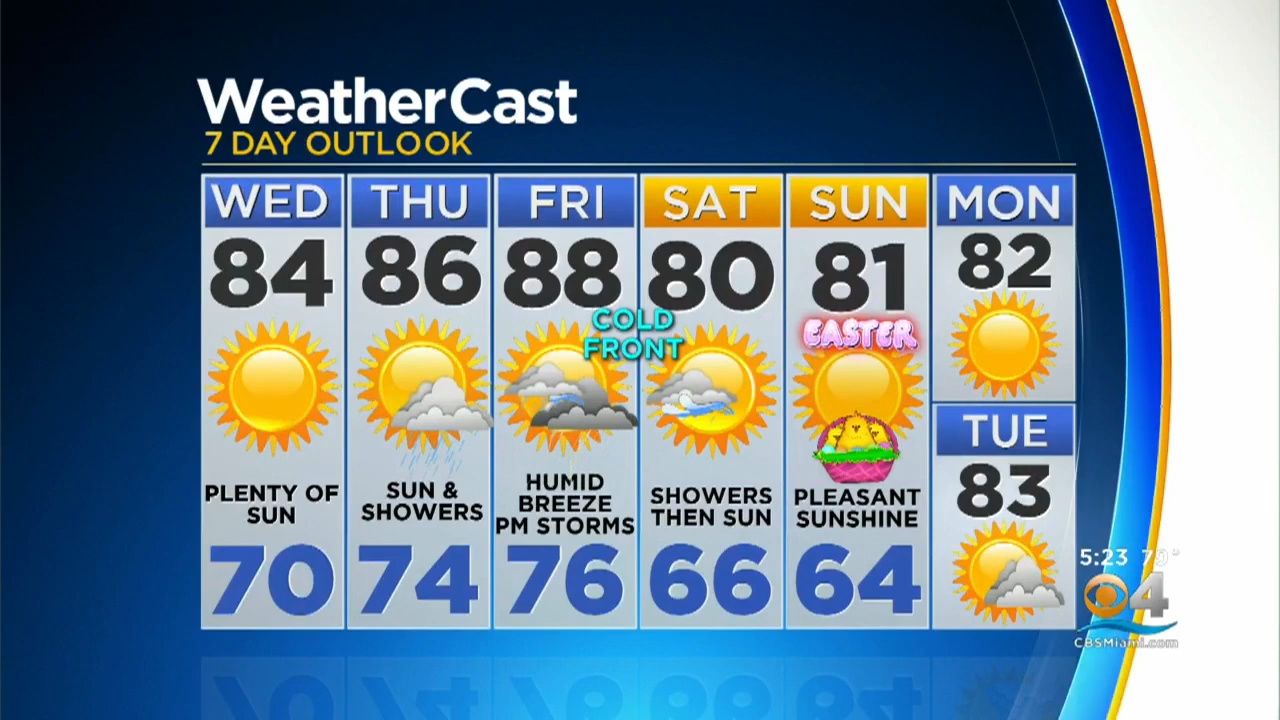 WeatherCast
7 DAY OUTLOOK
WED
84
PLENTY OF
SUN
70
THU
86
SUN &
SHOWERS
74
FRI
88
HUMID
BREEZE
PM STORMS
76
COLD
FRONT
SAT
80
SHOWERS
THEN SUN
66
SUN
81
EASTER
PLEASANT
SUNSHINE
64
MON
82
TUE
83
5:23 79°
4
CBSMiami.com